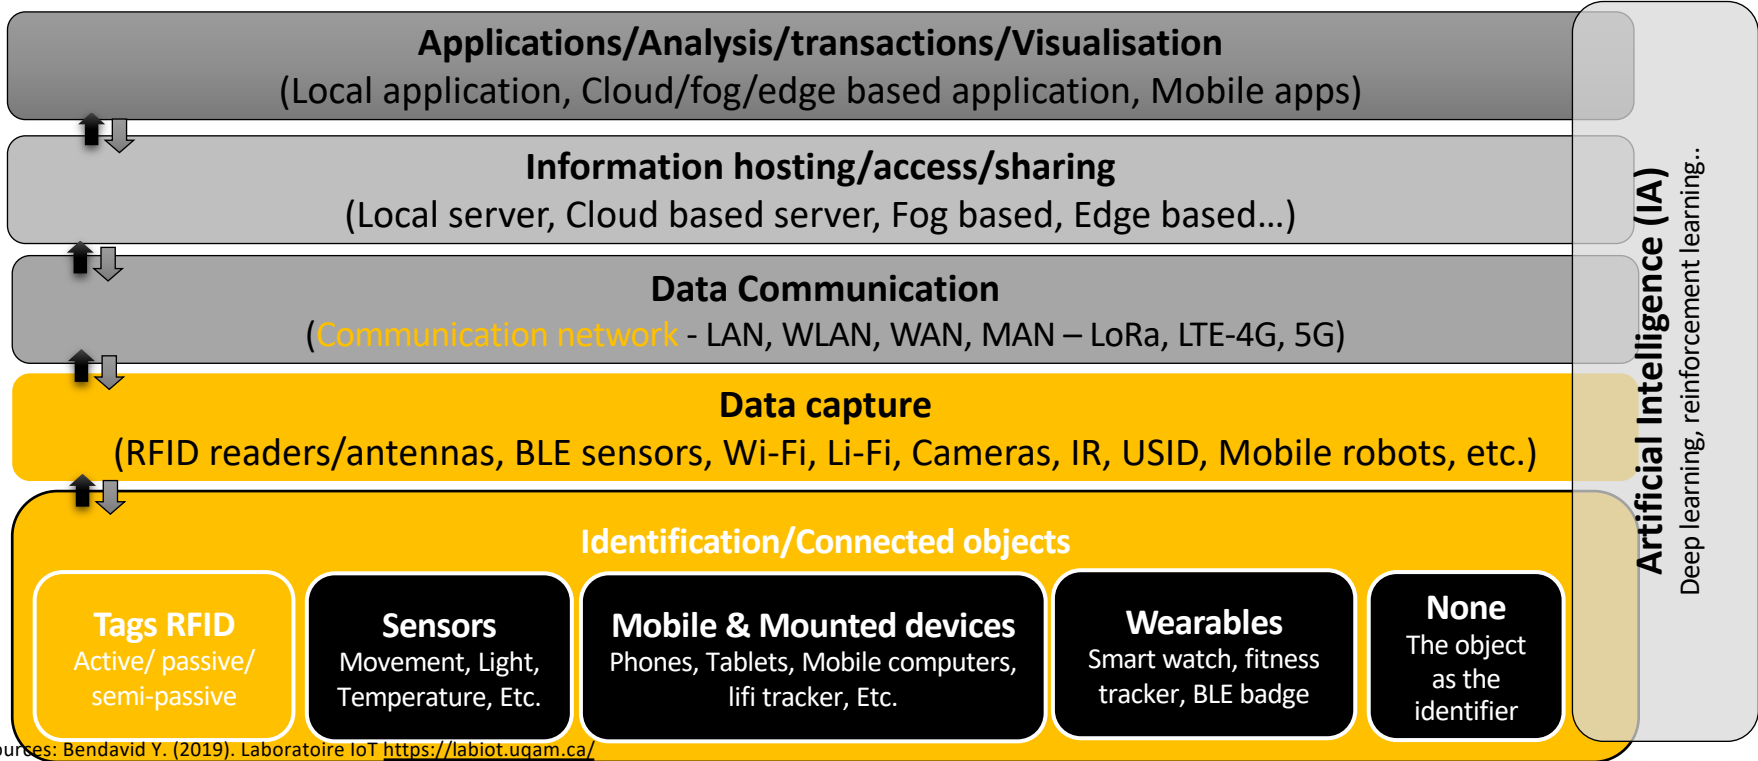 Applications/Analysis/transactions/Visualisation
(Local application, Cloud/fog/edge based application, Mobile apps)
Information hosting/access/sharing
(Local server, Cloud based server, Fog based, Edge based…)
Data Communication
(Communication network - LAN, WLAN, WAN, MAN – LoRa, LTE-4G, 5G)
Data capture
(RFID readers/antennas, BLE sensors, Wi-Fi, Li-Fi, Cameras, IR, USID, Mobile robots, etc.)
Identification/Connected objects
Tags RFID
Active/ passive/
semi-passive
Sensors
Movement, Light,
Temperature, Etc.
Mobile & Mounted devices
Phones, Tablets, Mobile computers,
lifi tracker, Etc.
Wearables
Smart watch, fitness
tracker, BLE badge
None
The object
as the
identifier
Artificial Intelligence (IA)
Deep learning, reinforcement learning..
ources: Bendavid Y. (2019). Laboratoire IoT https://labiot.uqam.ca/